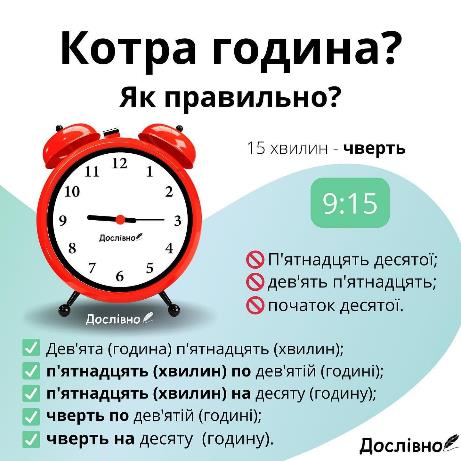 Котра година?
Як правильно?
15 хвилин - чверть
9:15
12
11
1
10
2
9
3
8
4
7
5
6
Дослівно
Дослівно
П'ятнадцять десятої;
дев'ять п'ятнадцять;
початок десятої.
Дев'ята (година) п'ятнадцять (хвилин);
п'ятнадцять (хвилин) по дев'ятій (годині);
п'ятнадцять (хвилин) на десяту (годину);
чверть по дев'ятій (годині);
чверть на десяту (годину).
Дослівно